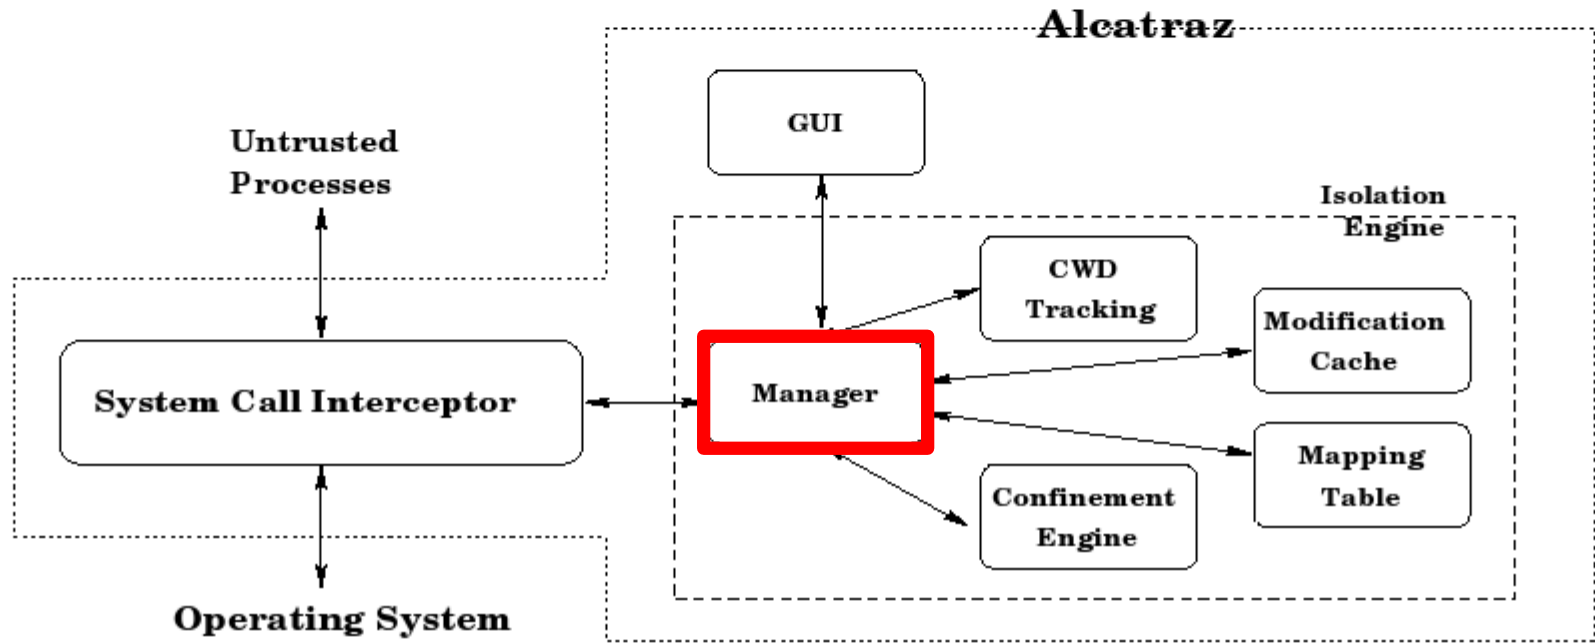 Alcatraz
GUI
Untrusted
Processes
Isolation
Engine
CWD
Tracking
Modification
Cache
System Call Interceptor
Manager
Mapping
Table
Confinement
Engine
Operating System